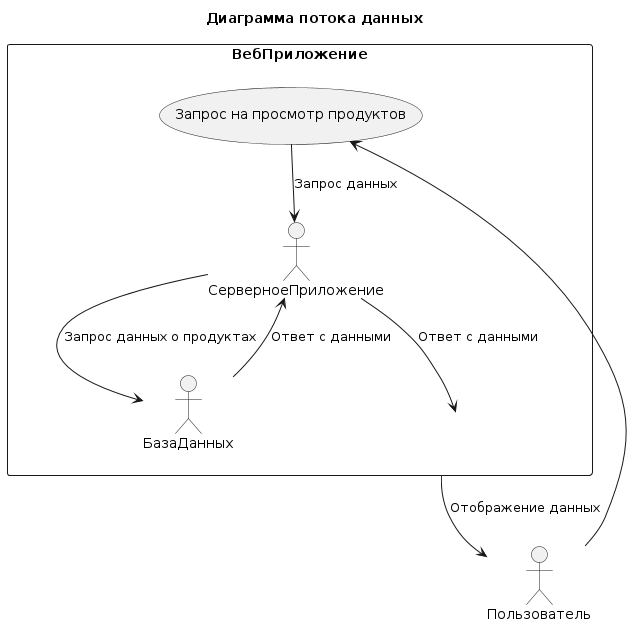 Диаграмма потока данных
ВебПриложение
Запрос на просмотр продуктов
Запрос данных
СерверноеПриложение
Запрос данных о продуктах
Ответ с данными
Ответ с данными
БазаДанных
Отображение данных
Пользователь